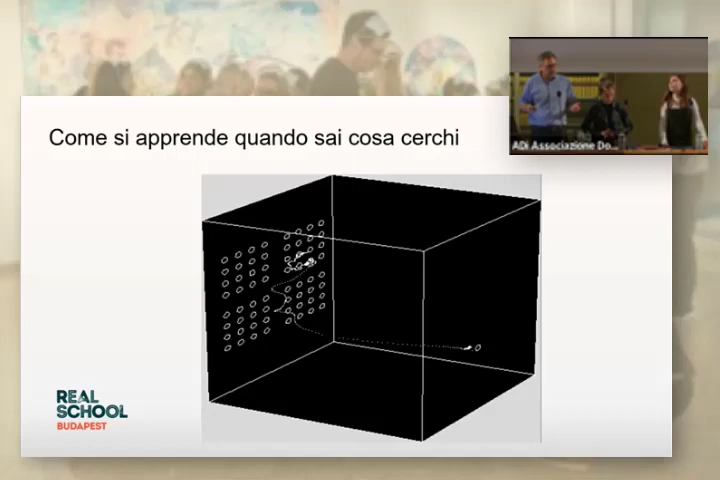 Come si apprende quando sai cosa cerchi
ADi Associazione Do...
REAL
SCHOOL
BUDAPEST